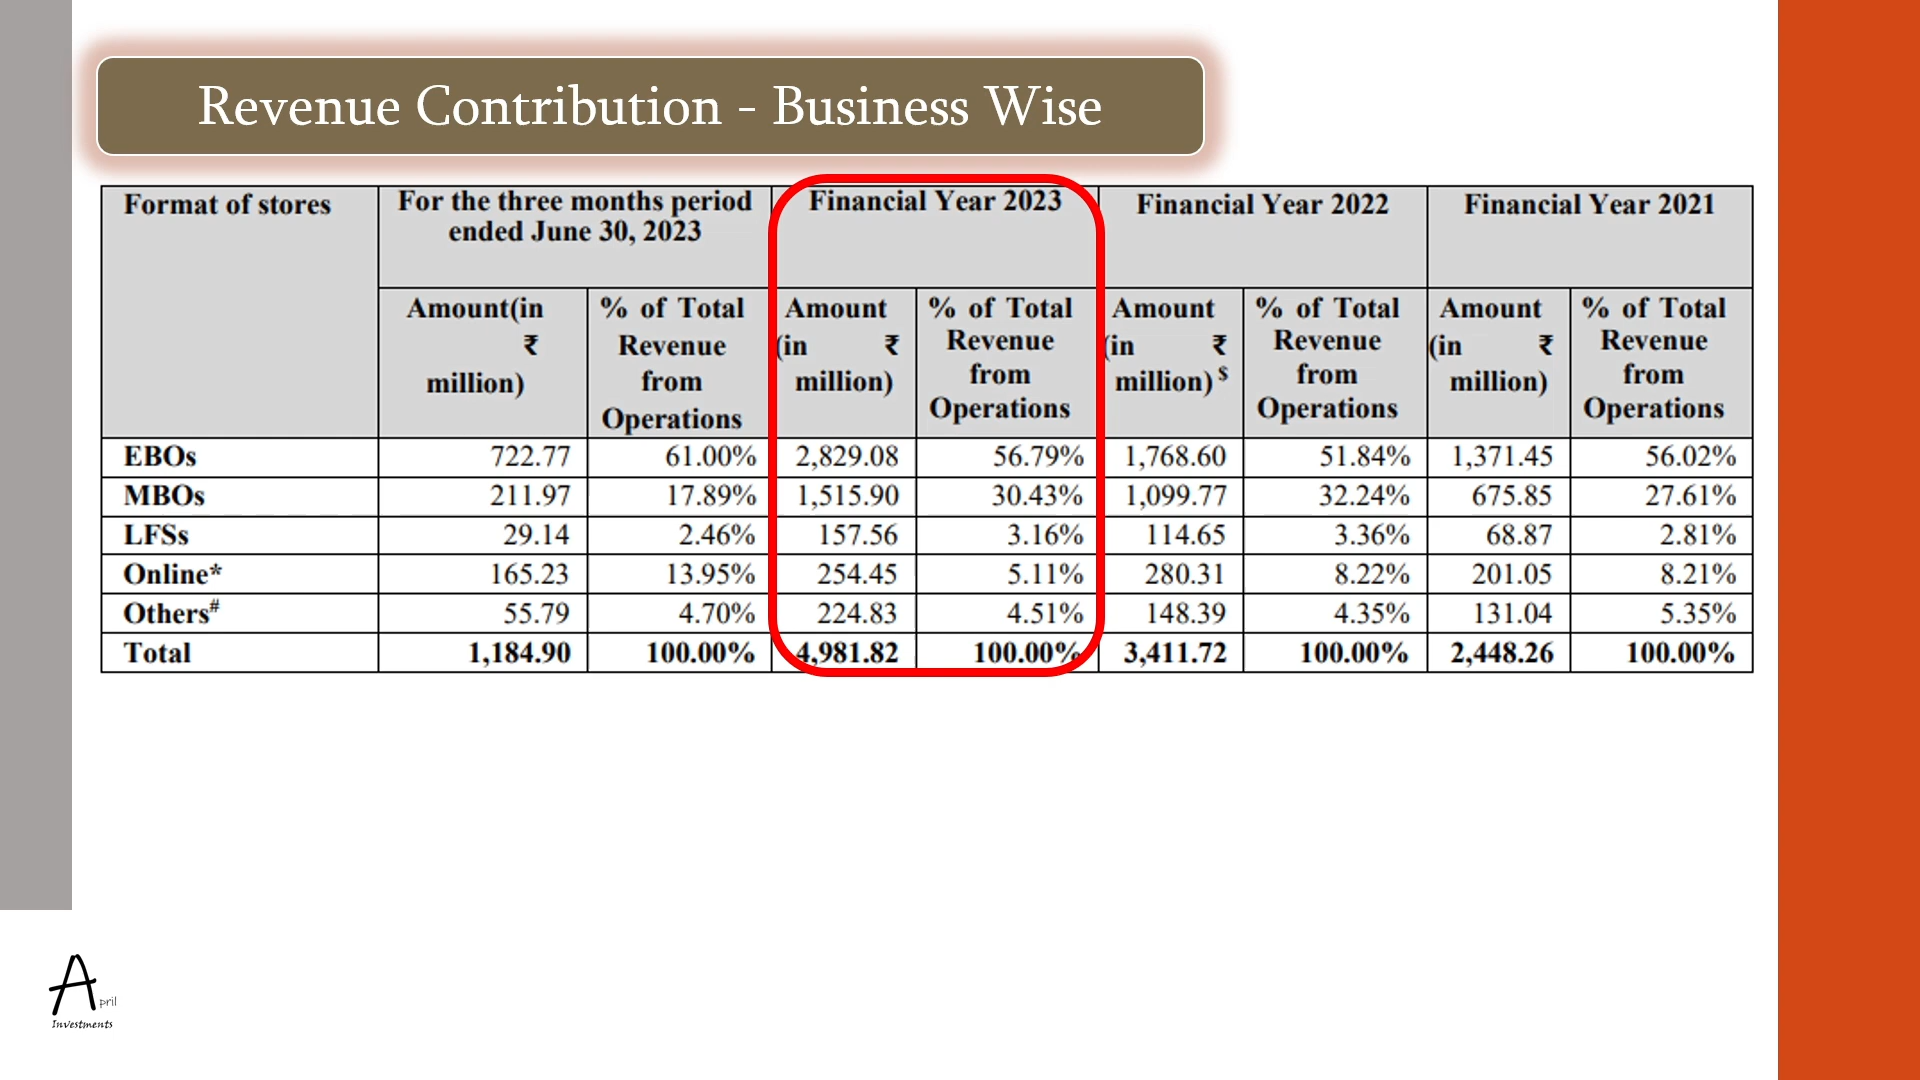 Revenue Contribution - Business Wise
Format of stores
For the three months period
ended June 30, 2023
Financial Year 2023
Financial Year 2022
Financial Year 2021
Amount(in
₹
million)
% of Total
Revenue
from
Operations
Amount
(in ₹
million)
% of Total
Revenue
from
Operations
Amount
(in ₹
million) $
% of Total
Revenue
from
Operations
Amount
(in ₹
million)
% of Total
Revenue
from
Operations
EBOs 722.77 61.00% 2,829.08 56.79% 1,768.60 51.84% 1,371.45 56.02%
MBOs 211.97 17.89% 1,515.90 30.43% 1,099.77 32.24% 675.85 27.61%
LFSs 29.14 2.46% 157.56 3.16% 114.65 3.36% 68.87 2.81%
Online* 165.23 13.95% 254.45 5.11% 280.31 8.22% 201.05 8.21%
Others# 55.79 4.70% 224.83 4.51% 148.39 4.35% 131.04 5.35%
Total 1,184.90 100.00% 4,981.82 100.00% 3,411.72 100.00% 2,448.26 100.00%
April
Investments